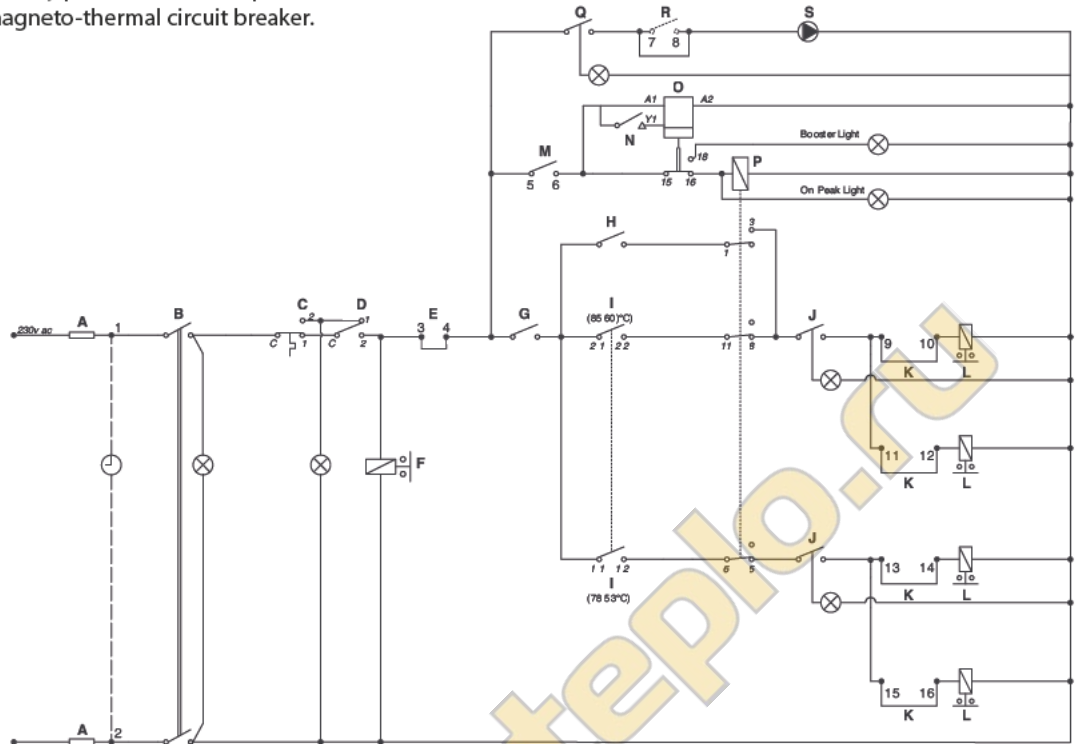 magneto-thermal circuit breaker.
Q R S
7 8
O
A1 A2
N Y1
Booster Light
M 18 P
5 6 15 16
On Peak Light
H 3
1
230v ac A 1 B C 2 D 1 E G I J
(85 60)°C)
C 1 C 2 3 4 2 1 2 2 11 8 9 10
K L
F
11 12
K L
1 1 1 2 6 5 J 13 14
I K L
(78 53°C)
15 16
K L
A 2
teplo.ru